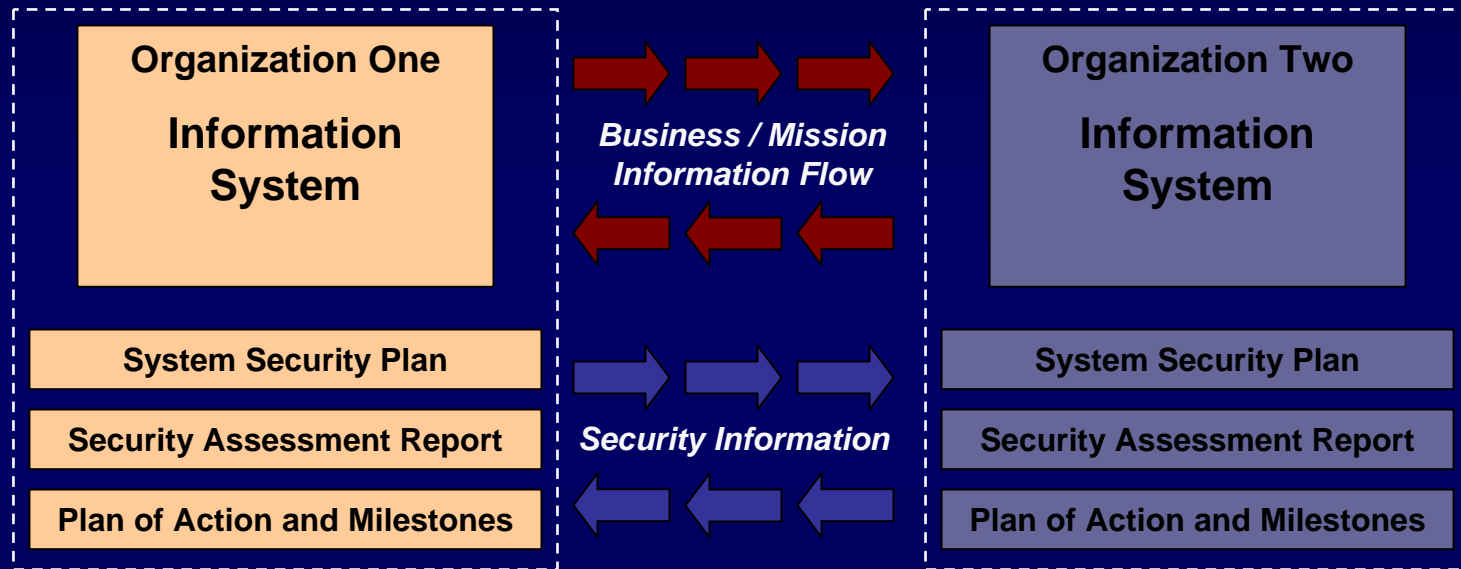 Organization One
Information
System
System Security Plan
Security Assessment Report
Plan of Action and Milestones
Business / Mission
Information Flow
Security Information
Organization Two
Information
System
System Security Plan
Security Assessment Report
Plan of Action and Milestones